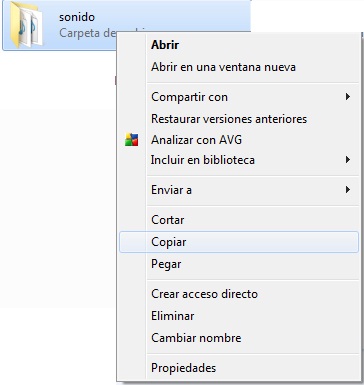 sonido
Carpeta de
Abrir
Abrir en una ventana nueva
Compartir con
Restaurar versiones anteriores
Analizar con AVG
Incluir en biblioteca
Enviar a
Cortar
Copiar
Pegar
Crear acceso directo
Eliminar
Cambiar nombre
Propiedades